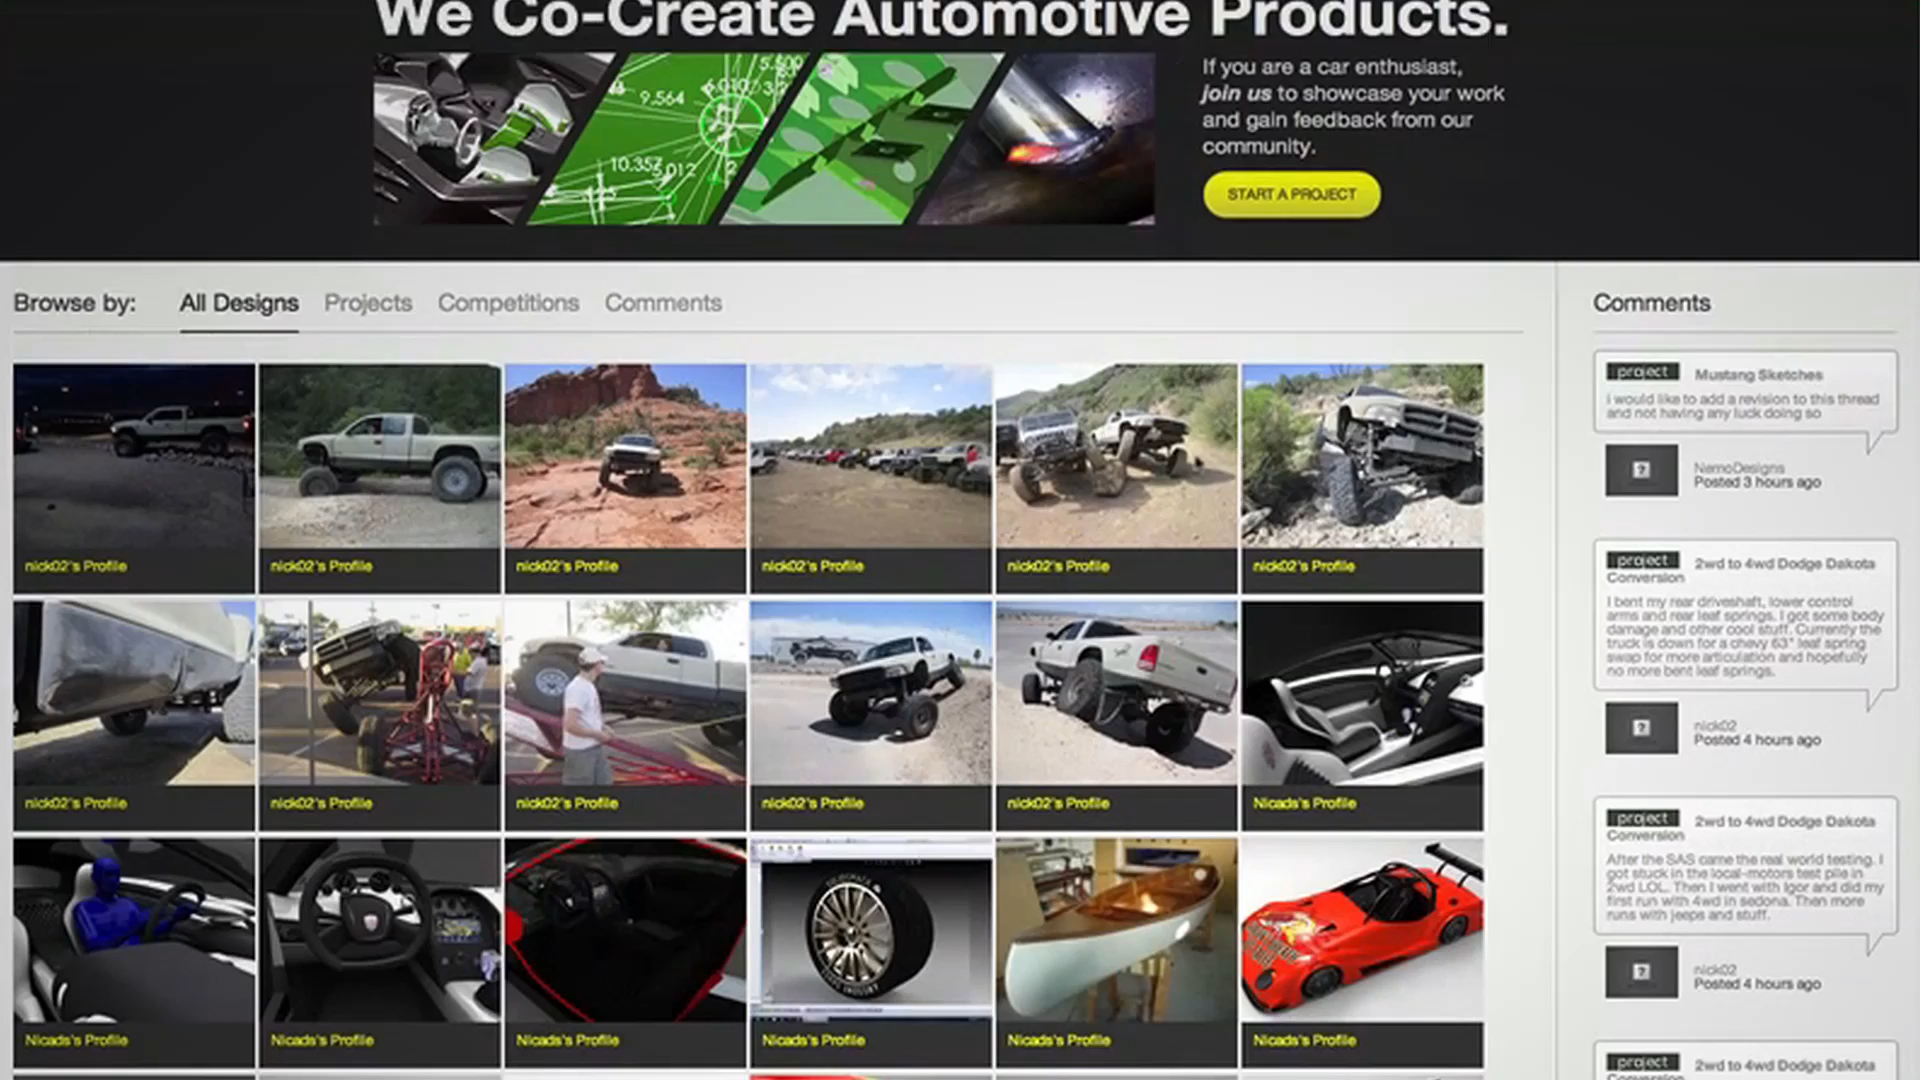 We Co-Create Automotive Products.
If you are a car enthusiast,
join us to showcase your work
and gain feedback from our
community.
START A PROJECT
9.564
10.357
5.012
Browse by:
All Designs
Projects
Competitions
Comments
Comments
nick02's Profile
nick02's Profile
nick02's Profile
nick02's Profile
nick02's Profile
nick02's Profile
nick02's Profile
nick02's Profile
nick02's Profile
nick02's Profile
nick02's Profile
Nicads's Profile
Nicads's Profile
Nicads's Profile
Nicads's Profile
Nicads's Profile
Nicads's Profile
Nicads's Profile
project Mustang Sketches
i would like to add a revision to this thread
and not having any luck doing so
NemoDesigns
Posted 3 hours ago
project 2wd to 4wd Dodge Dakota
Conversion
I bent my rear driveshaft, lower control
arms and rear leaf springs. I got some body
damage and other cool stuff. Currently the
truck is down for a chevy 63" leaf spring
swap for more articulation and hopefully
no more bent leaf springs.
nick02
Posted 4 hours ago
project 2wd to 4wd Dodge Dakota
Conversion
After the SAS came the real world testing. I
got stuck in the local-motors test pile in
2wd LOL. Then I went with Igor and did my
first run with 4wd in sedona. Then more
runs with jeeps and stuff.
nick02
Posted 4 hours ago
project 2wd to 4wd Dodge Dakota
Conversion